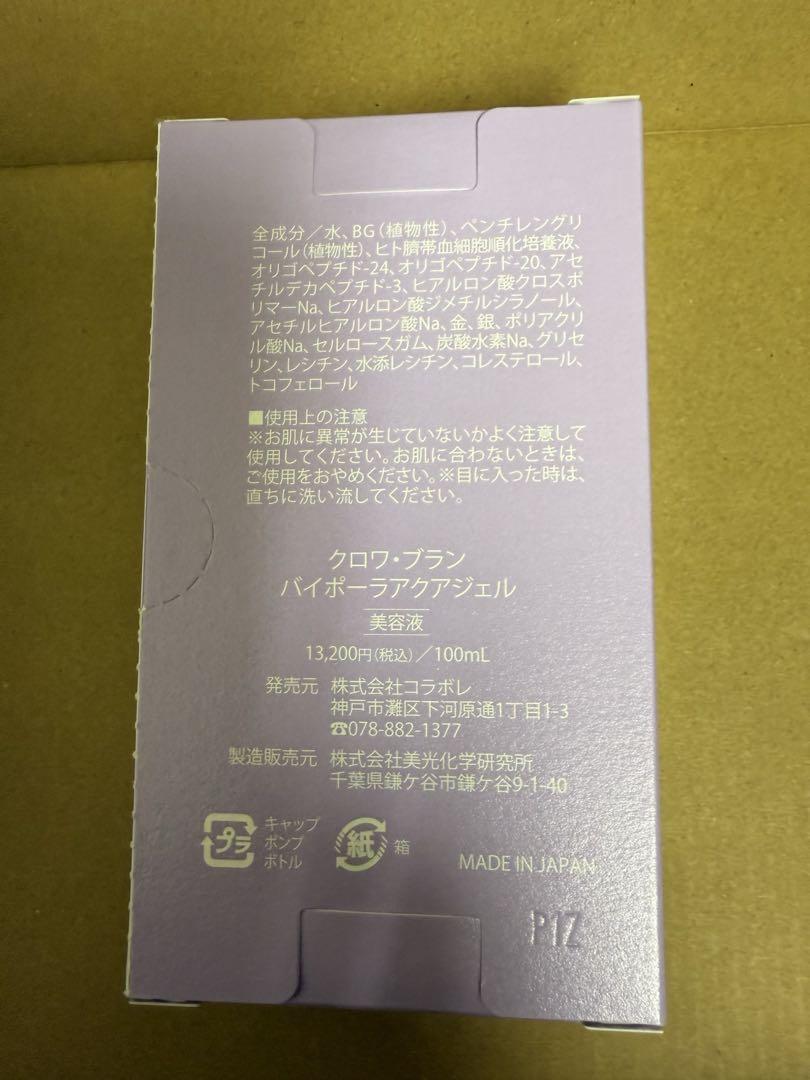 全成分／水、BG(植物性)、ペンチレングリ
コール(植物性)、ヒト臍帯血細胞順化培養液、
オリゴペプチド-24、オリゴペプチド-20、アセ
チルデカペプチド-3、ヒアルロン酸クロスポ
リマーNa、ヒアルロン酸ジメチルシラノール、
アセチルヒアルロン酸Na、金、銀、ポリアクリ
ル酸Na、セルロースガム、炭酸水素Na、グリセ
リン、レシチン、水添レシチン、コレステロール、
トコフェロール
■使用上の注意
※お肌に異常が生じていないかよく注意して
使用してください。お肌に合わないときは、
ご使用をおやめください。※目に入った時は、
直ちに洗い流してください。
クロワ・ブラン
バイポーラアクアジェル
美容液
13,200円(税込)／100mL
発売元 株式会社コラボレ
神戸市灘区下河原通1丁目1-3
☎078-882-1377
製造販売元 株式会社美光化学研究所
千葉県鎌ケ谷市鎌ケ谷9-1-40
プラ キャップ
ポンプ
ボトル
紙 箱
MADE IN JAPAN
P1Z